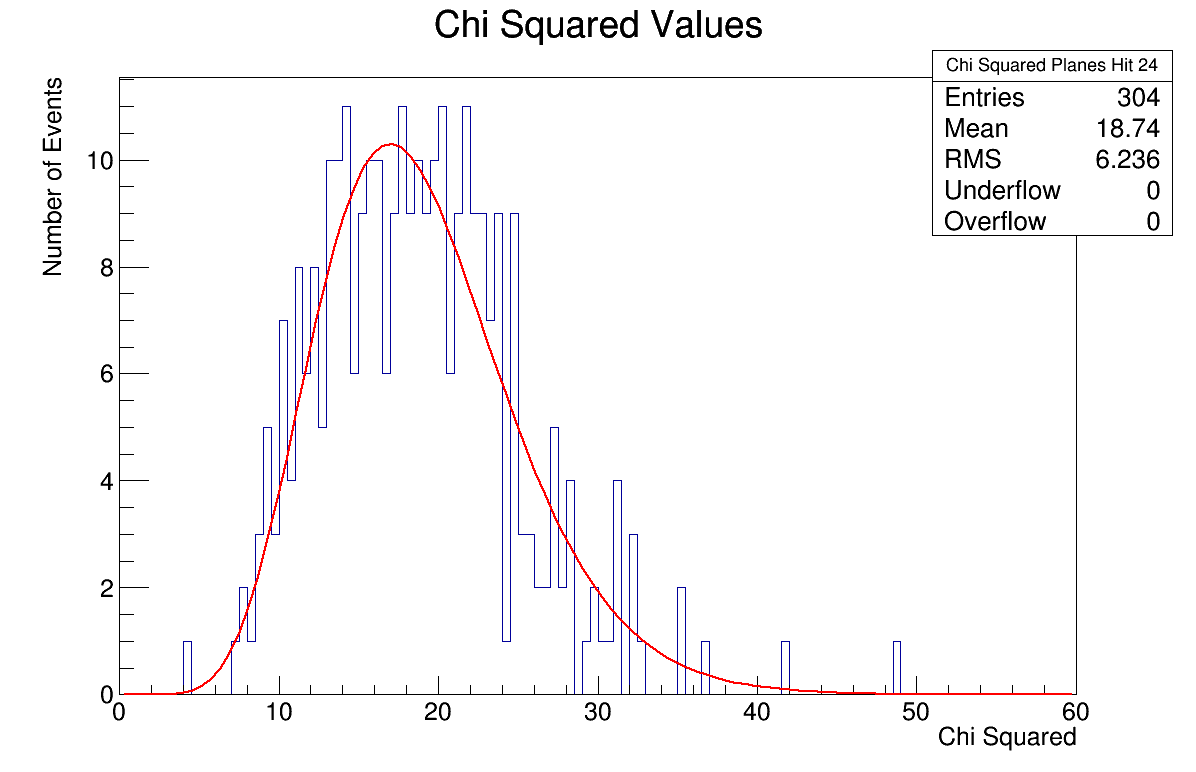 Chi Squared Values
Chi Squared Planes Hit 24
Entries 304
Mean 18.74
RMS 6.236
Underflow 0
Overflow 0
Number of Events
10
8
6
4
2
0
0 10 20 30 40 50 60
Chi Squared